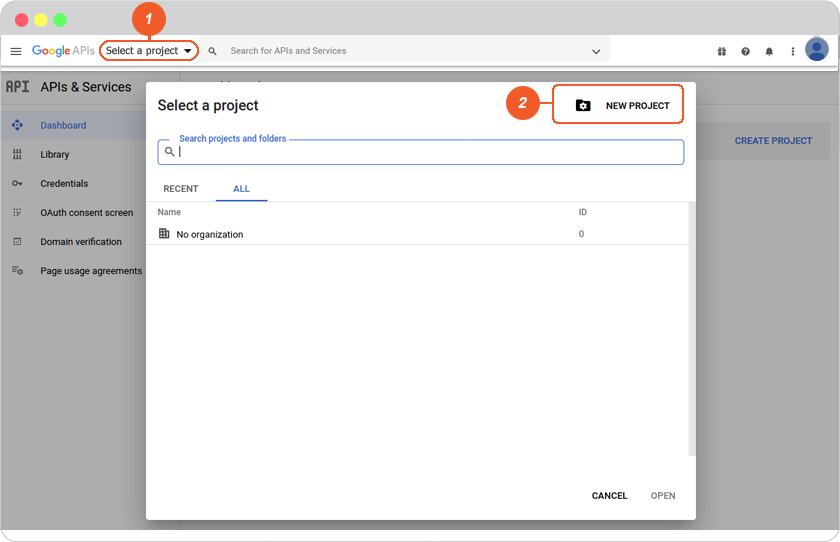 1
Google APIs Select a project Search for APIs and Services
API APIs & Services
Select a project
2
NEW PROJECT
Dashboard
Search projects and folders
CREATE PROJECT
Library
Credentials
RECENT ALL
OAuth consent screen
Name ID
Domain verification
No organization 0
Page usage agreements
CANCEL OPEN